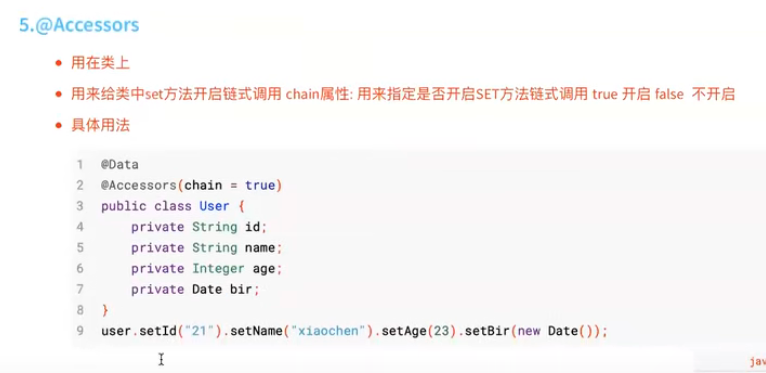 5.@Accessors
用在类上
用来给类中set方法开启链式调用 chain属性: 用来指定是否开启SET方法链式调用 true 开启 false 不开启
具体用法
1 @Data
2 @Accessors(chain = true)
3 public class User {
4 private String id;
5 private String name;
6 private Integer age;
7 private Date bir;
8 }
9 user.setId("21").setName("xiaochen").setAge(23).setBir(new Date());